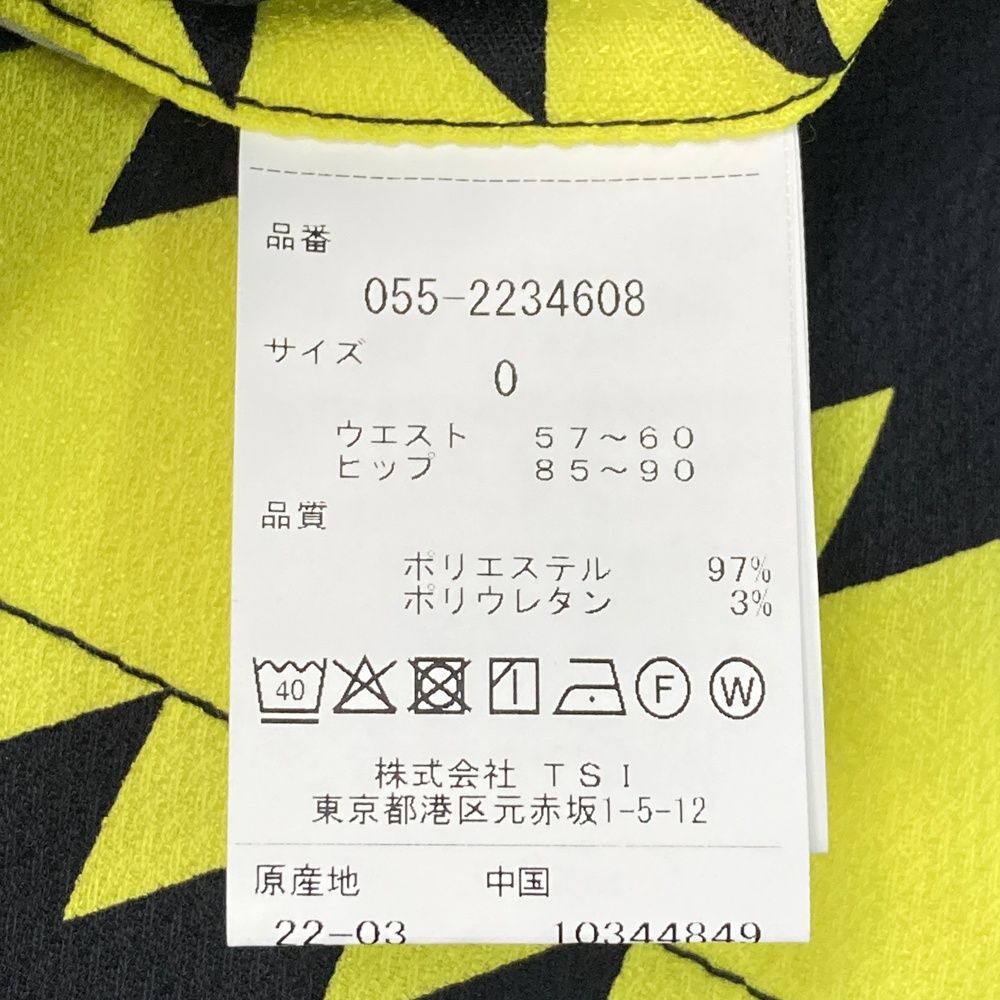 品番
055-2234608
サイズ
0
ウエスト 57～60
ヒップ 85～90
品質
ポリエステル 97%
ポリウレタン 3%
40 F W
株式会社 TSI
東京都港区元赤坂1-5-12
原産地 中国
22-03 10344849